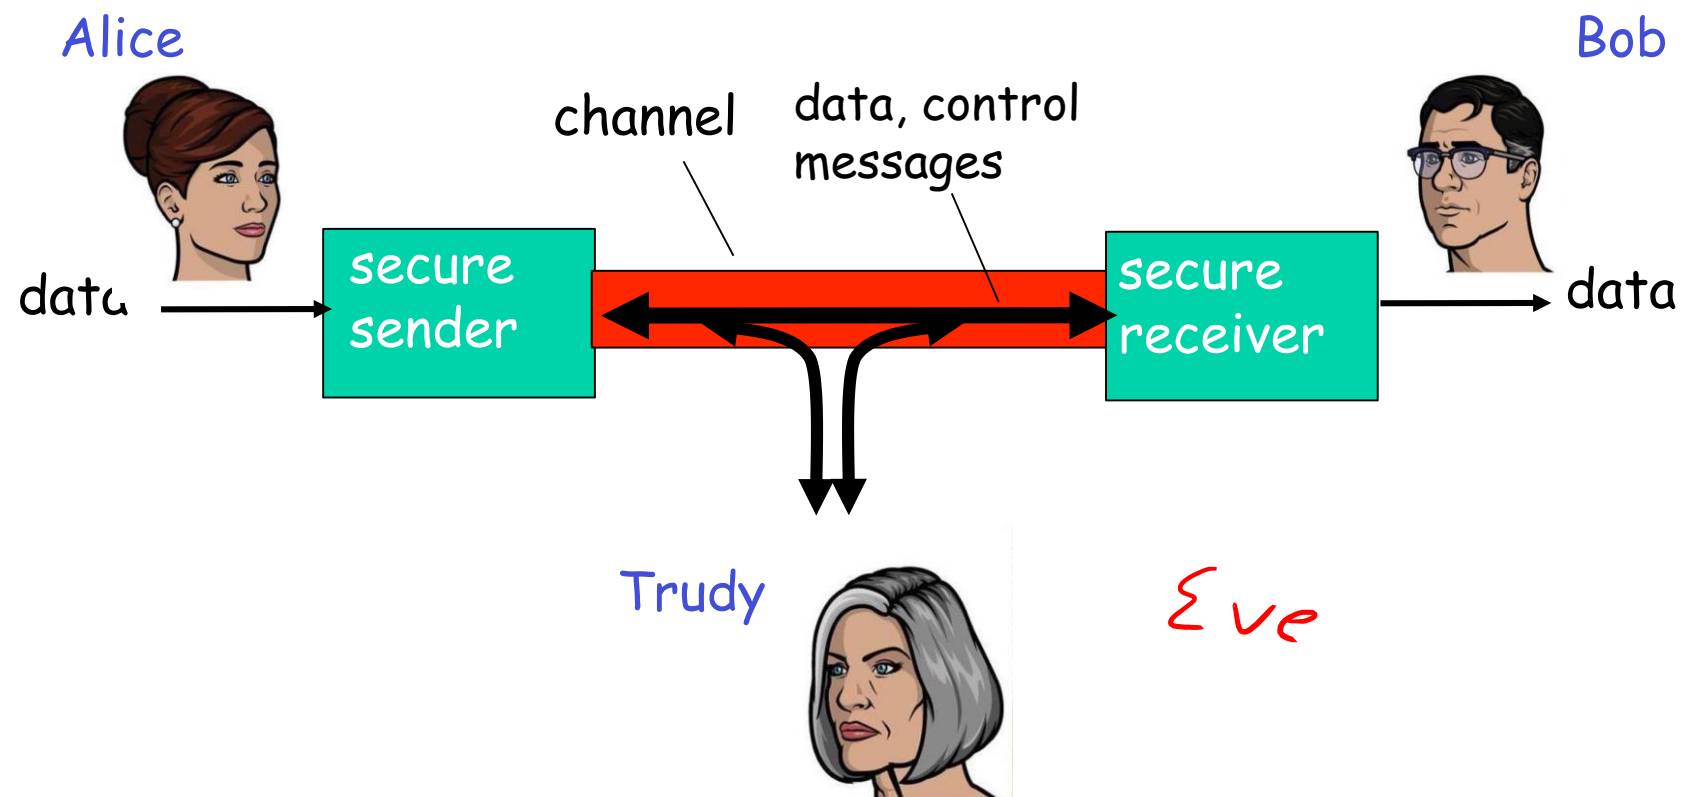 Alice
Bob
channel
data, control
messages
data
secure
sender
secure
receiver
data
Trudy
Eve